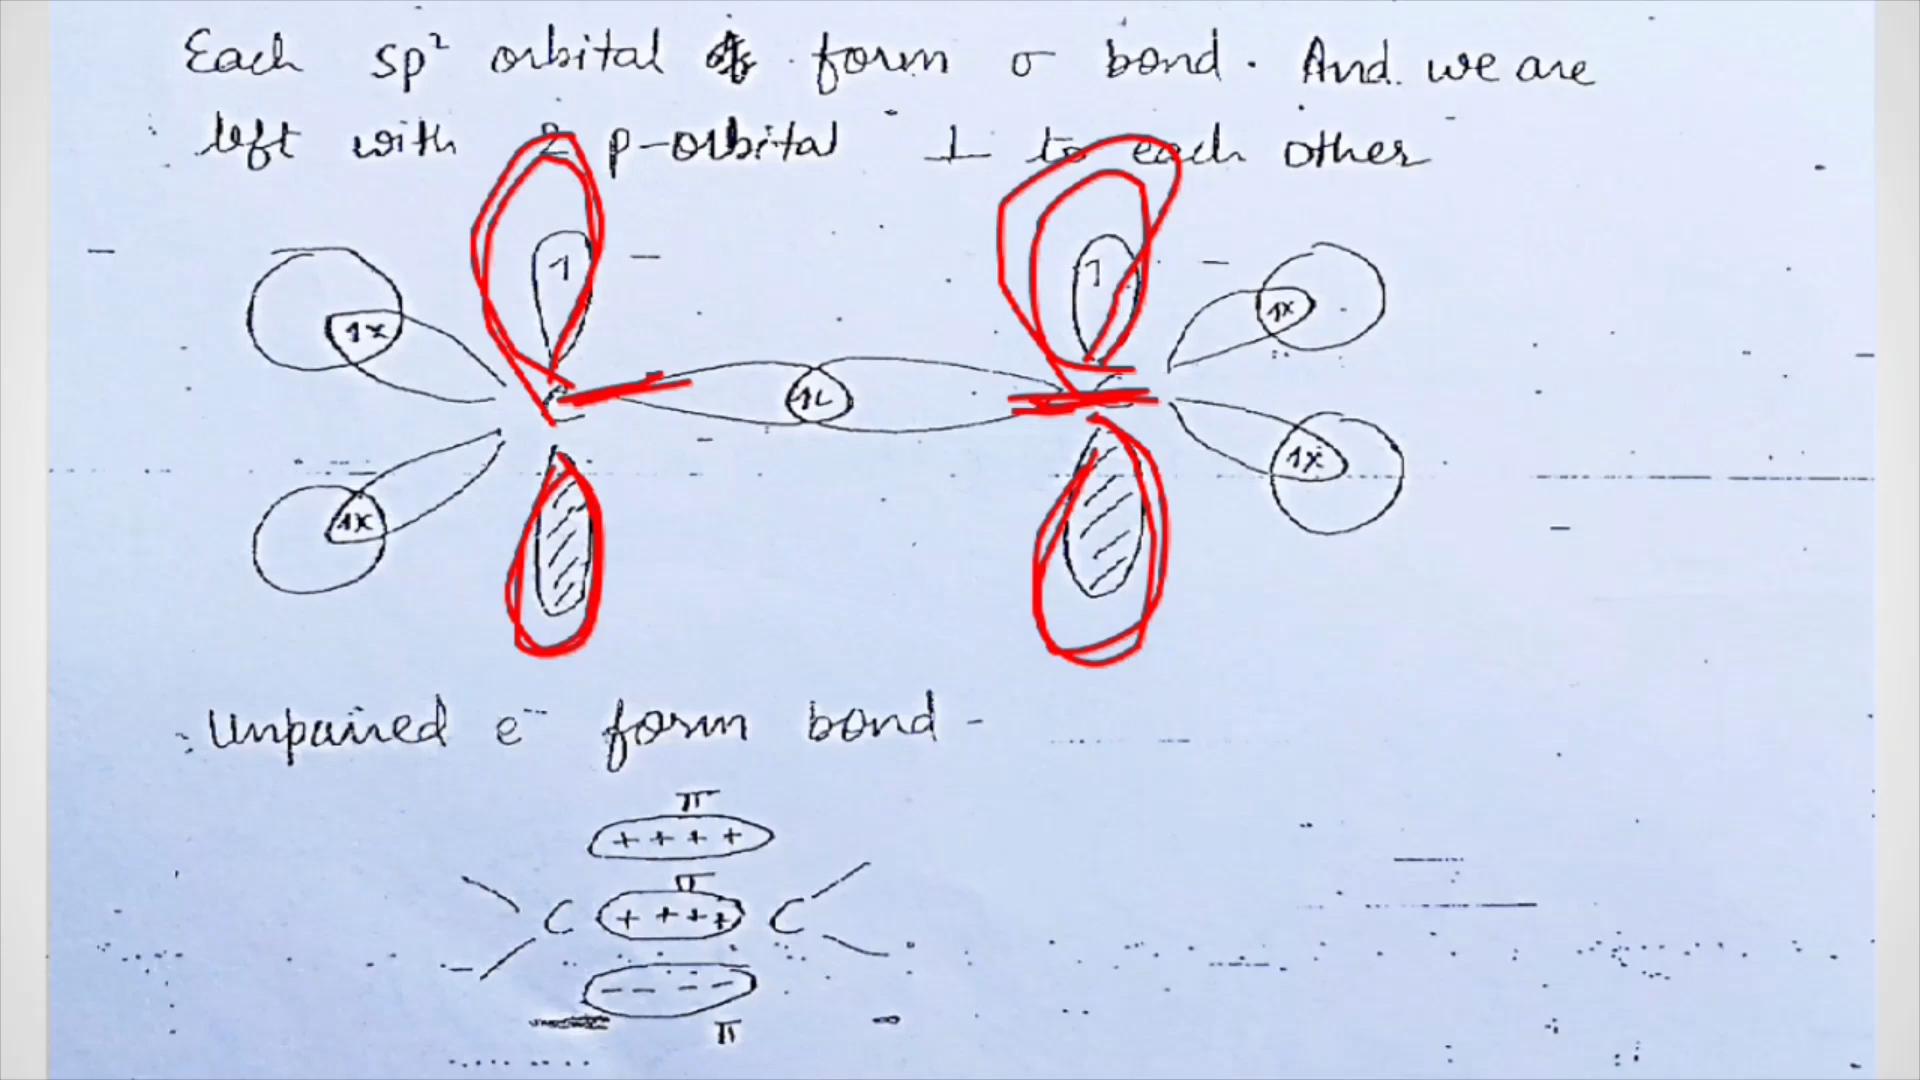 Each sp² orbital form σ bond. And we are
left with 2 p-orbital ⊥ to each other
1 1
1x 1x
1L
1x 1x
Unpaired e⁻ form bond -
π
+ + + +
π
C + + + + C
- - - -
π